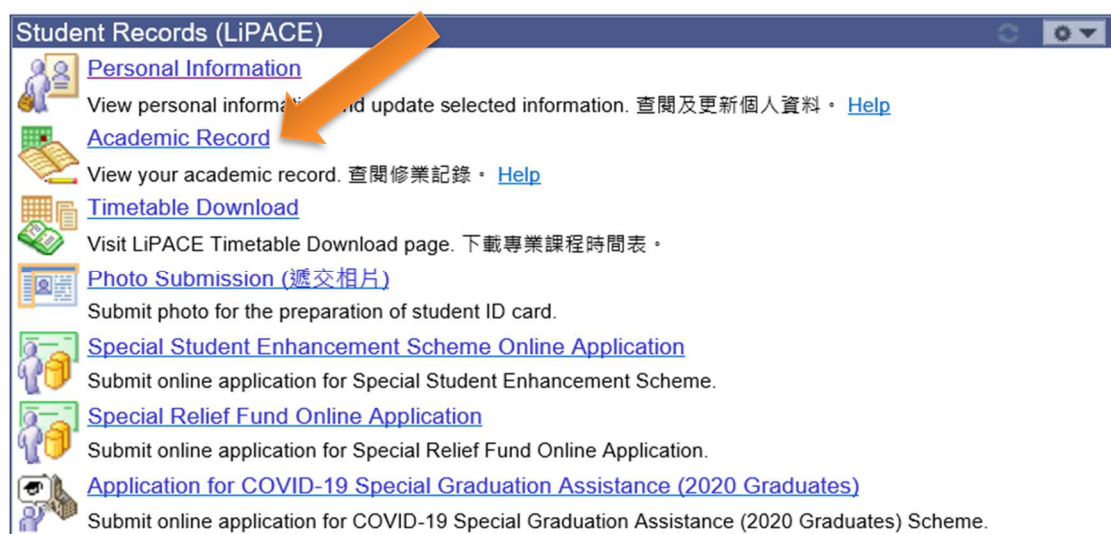 Student Records (LiPACE)
Personal Information
View personal informa nd update selected information. 查閱及更新個人資料。 Help
Academic Record
View your academic record. 查閱修業記錄。 Help
Timetable Download
Visit LiPACE Timetable Download page. 下載專業課程時間表。
Photo Submission (遞交相片)
Submit photo for the preparation of student ID card.
Special Student Enhancement Scheme Online Application
Submit online application for Special Student Enhancement Scheme.
Special Relief Fund Online Application
Submit online application for Special Relief Fund Online Application.
Application for COVID-19 Special Graduation Assistance (2020 Graduates)
Submit online application for COVID-19 Special Graduation Assistance (2020 Graduates) Scheme.